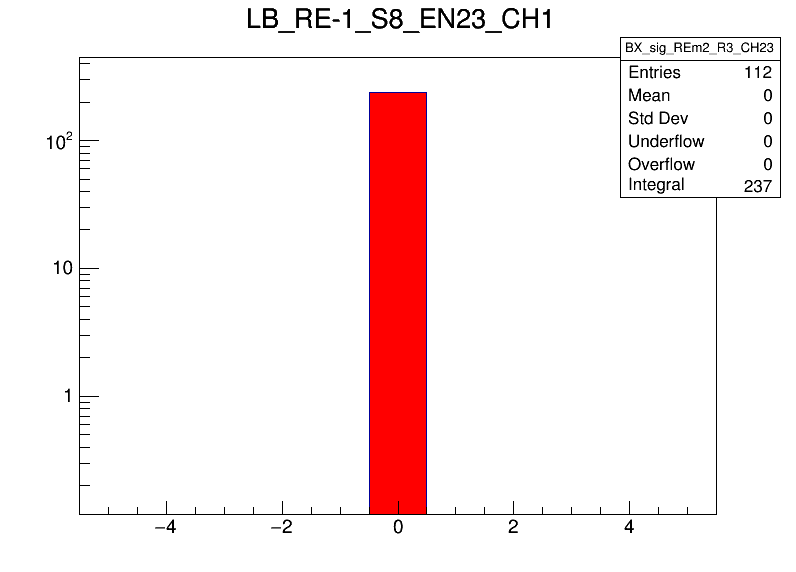 LB_RE-1_S8_EN23_CH1
BX_sig_REm2_R3_CH23
Entries 112
Mean 0
Std Dev 0
Underflow 0
Overflow 0
Integral 237
10²
10
1
−4 −2 0 2 4